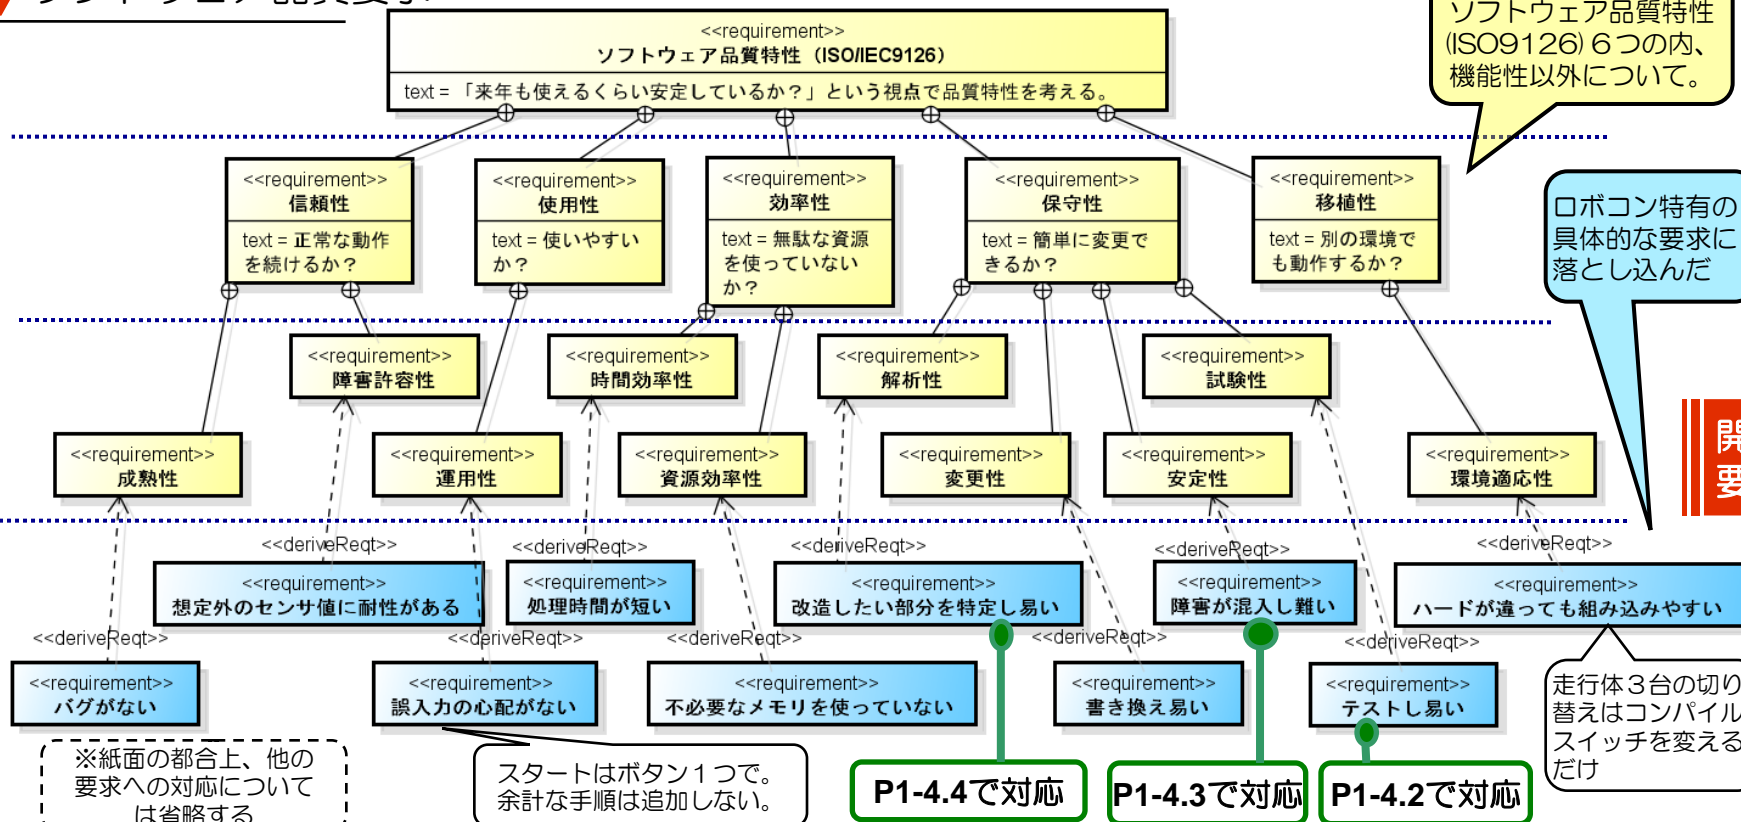 ソフトウェア品質要求
<<requirement>>
ソフトウェア品質特性（ISO/IEC9126）
text = 「来年も使えるくらい安定しているか？」という視点で品質特性を考える。
ソフトウェア品質特性
(ISO9126)６つの内、
機能性以外について。
<<requirement>>
信頼性
text = 正常な動作
を続けるか？
<<requirement>>
使用性
text = 使いやすい
か？
<<requirement>>
効率性
text = 無駄な資源
を使っていない
か？
<<requirement>>
保守性
text = 簡単に変更で
きるか？
<<requirement>>
移植性
text = 別の環境で
も動作するか？
ロボコン特有の
具体的な要求に
落とし込んだ
<<requirement>>
障害許容性
<<requirement>>
時間効率性
<<requirement>>
解析性
<<requirement>>
試験性
<<requirement>>
成熟性
<<requirement>>
運用性
<<requirement>>
資源効率性
<<requirement>>
変更性
<<requirement>>
安定性
<<requirement>>
環境適応性
開
要
<<deriveReqt>>
<<deriveReqt>>
<<deriveReqt>>
<<deriveReqt>>
<<deriveReqt>>
<<requirement>>
想定外のセンサ値に耐性がある
<<requirement>>
処理時間が短い
<<requirement>>
改造したい部分を特定し易い
<<requirement>>
障害が混入し難い
<<requirement>>
ハードが違っても組み込みやすい
<<deriveReqt>>
<<deriveReqt>>
<<deriveReqt>>
<<deriveReqt>>
<<deriveReqt>>
<<requirement>>
バグがない
<<requirement>>
誤入力の心配がない
<<requirement>>
不必要なメモリを使っていない
<<requirement>>
書き換え易い
<<requirement>>
テストし易い
走行体３台の切り
替えはコンパイル
スイッチを変える
だけ
※紙面の都合上、他の
要求への対応について
は省略する
スタートはボタン１つで。
余計な手順は追加しない。
P1-4.4で対応
P1-4.3で対応
P1-4.2で対応